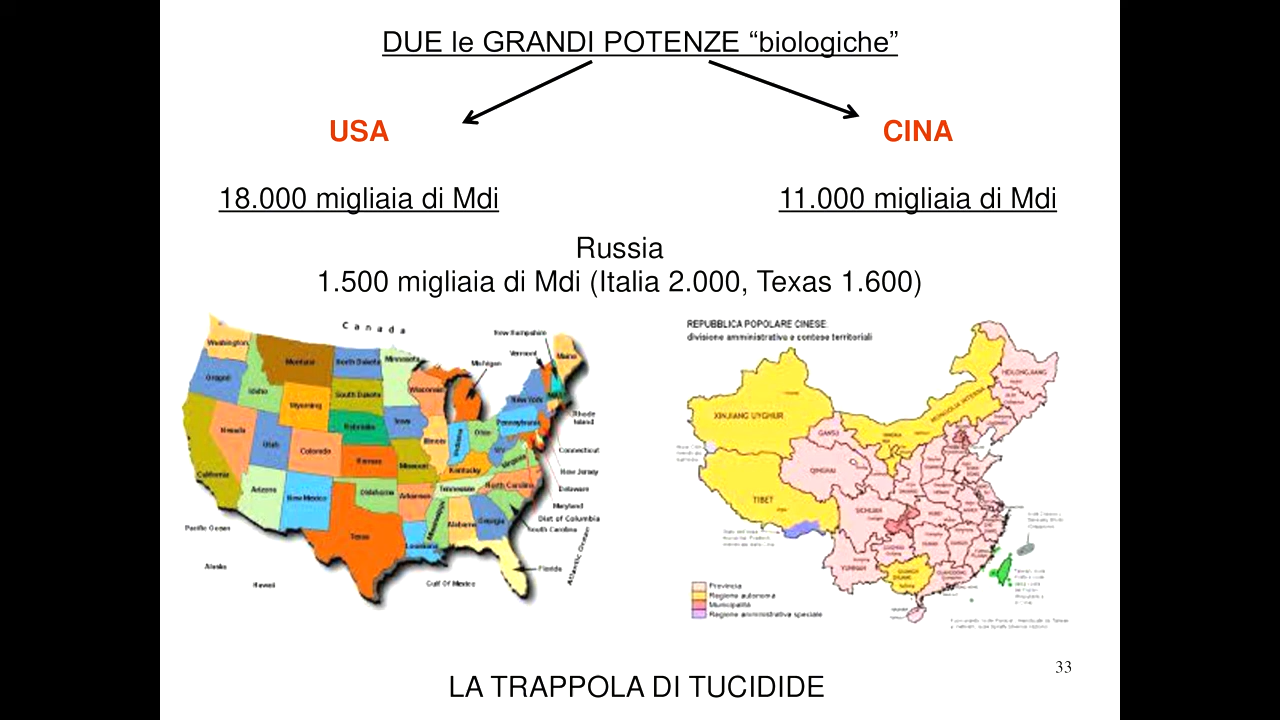 DUE le GRANDI POTENZE “biologiche”
USA
CINA
18.000 migliaia di Mdi
11.000 migliaia di Mdi
Russia
1.500 migliaia di Mdi (Italia 2.000, Texas 1.600)
Canada
Washington
Montana
North Dakota
Minnesota
New Hampshire
Vermont
Maine
Michigan
Oregon
Idaho
South Dakota
Wisconsin
Wyoming
New York
Rhode
Island
Nebraska
Iowa
Pennsylvania
Nevada
Utah
Colorado
Kansas
Illinois
Indiana
Ohio
Connecticut
California
Missouri
Kentucky
Virginia
New Jersey
Arizona
New Mexico
Oklahoma
Arkansas
Tennessee
North Carolina
Delaware
Maryland
Dist of Columbia
South Carolina
Pacific Ocean
Texas
Louisiana
Mississippi
Alabama
Georgia
Atlantic Ocean
Alaska
Hawaii
Gulf Of Mexico
Florida
REPUBBLICA POPOLARE CINESE:
divisione amministrativa e contese territoriali
HEILONGJIANG
XINJIANG UYGHUR
MONGOLIA INTERNA
GANSU
QINGHAI
TIBET
SICHUAN
YUNNAN
Provincia
Regione autonoma
Municipalità
Regione amministrativa speciale
33
LA TRAPPOLA DI TUCIDIDE